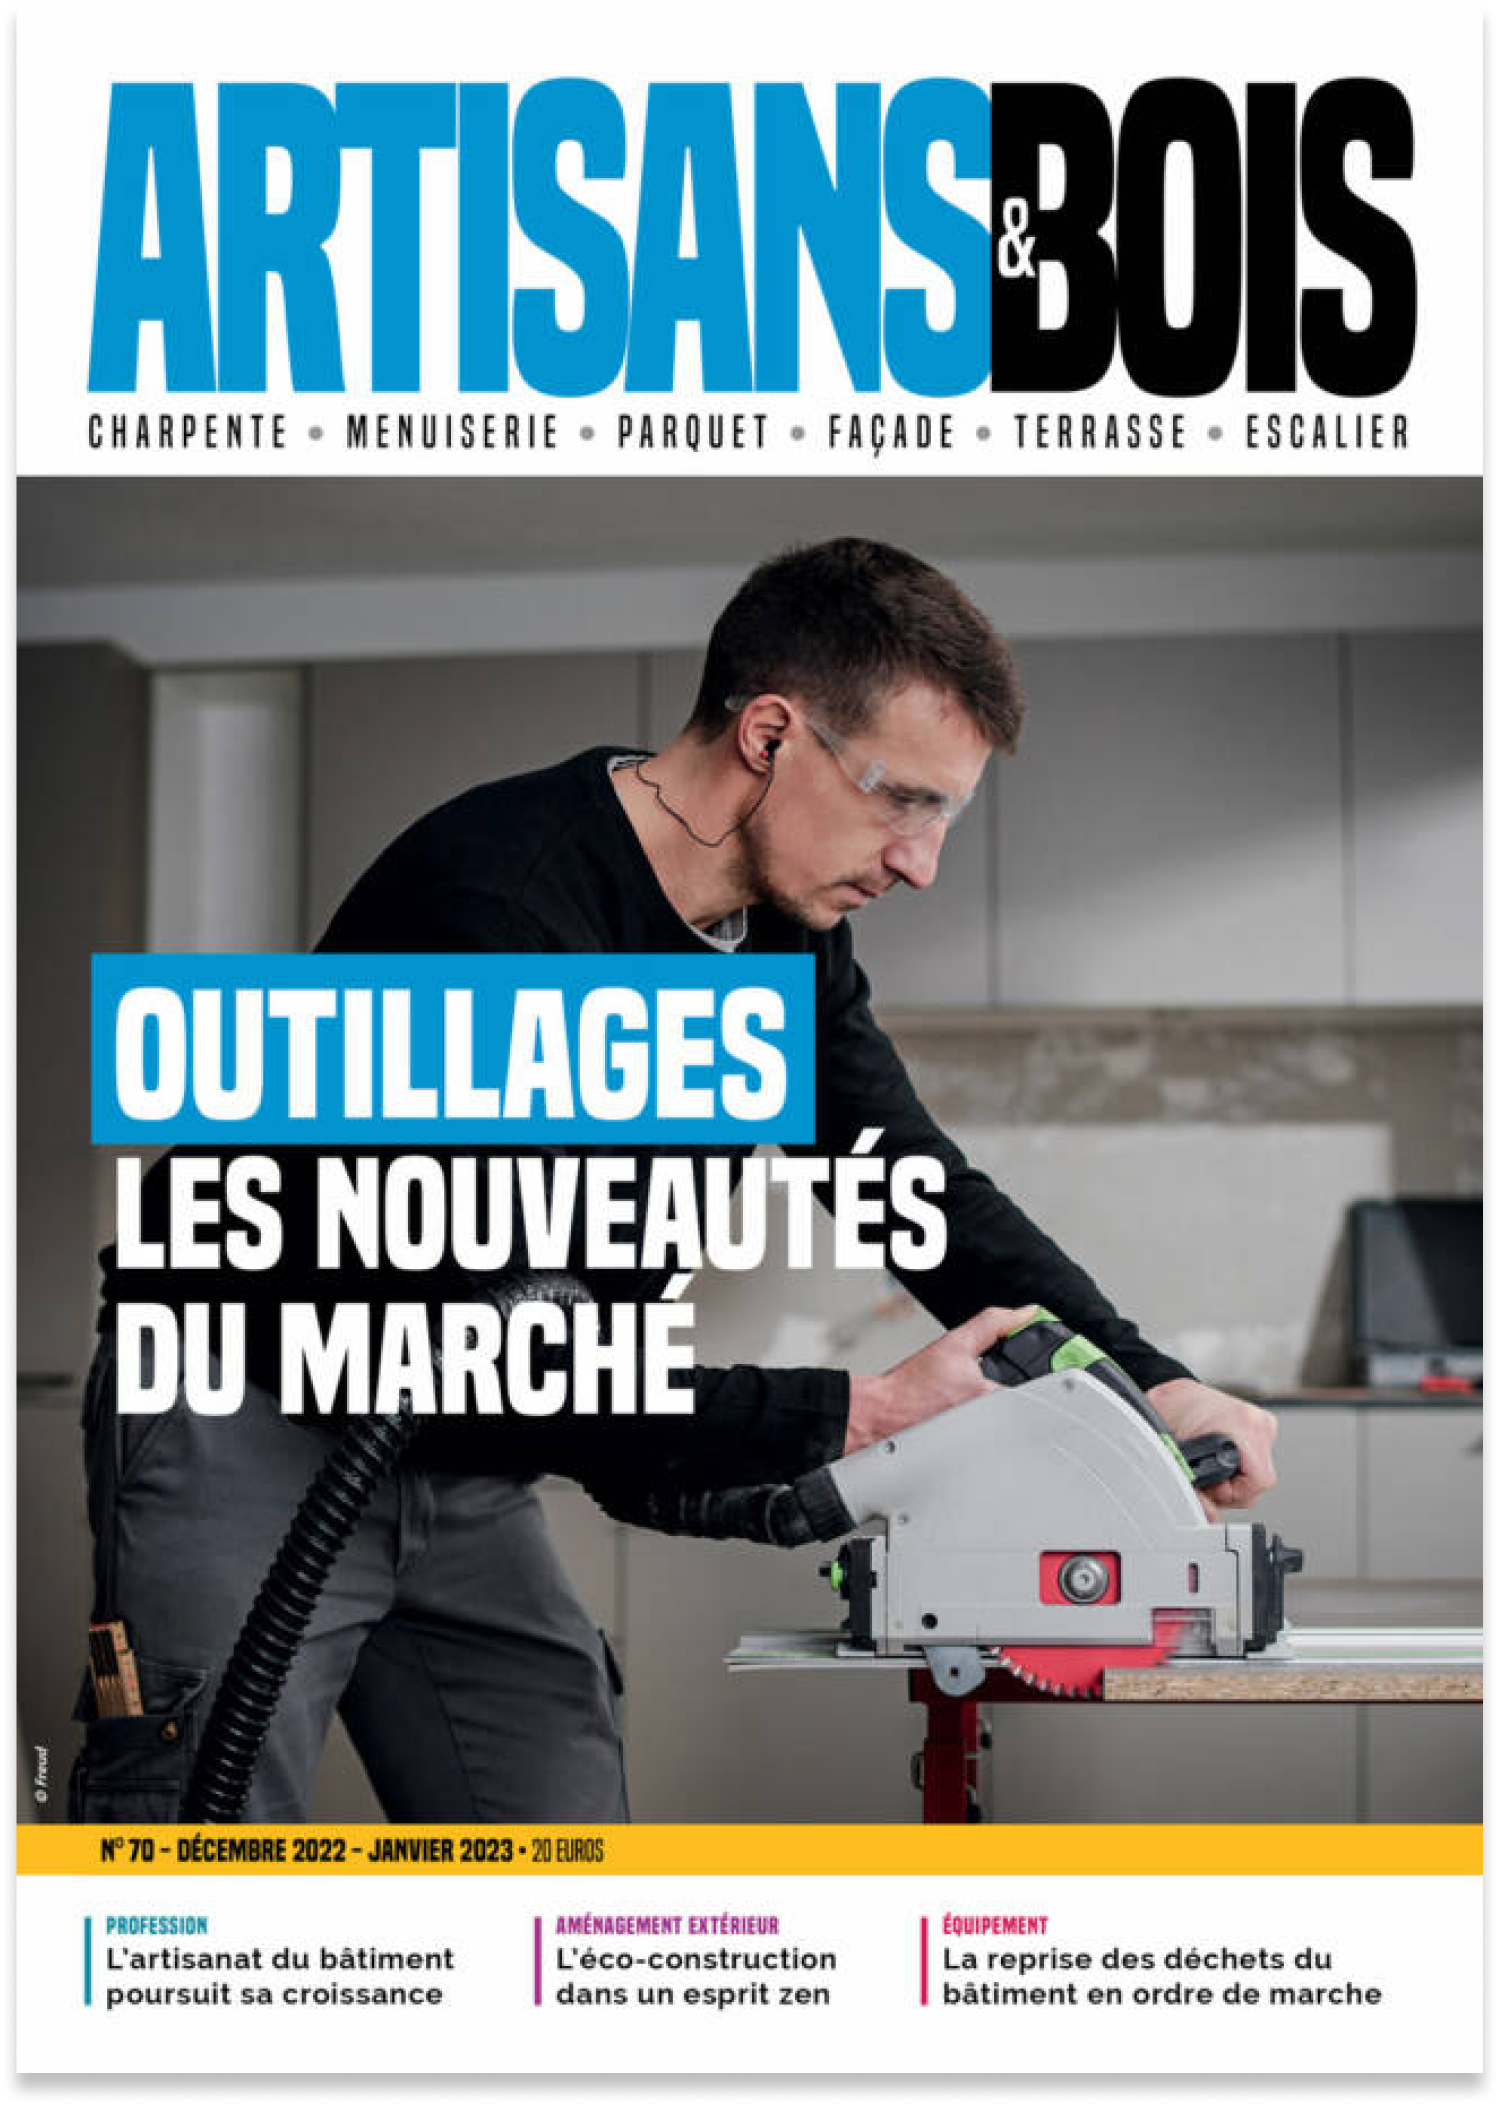 ARTISANS&BOIS
CHARPENTE • MENUISERIE • PARQUET • FAÇADE • TERRASSE • ESCALIER
OUTILLAGES
LES NOUVEAUTÉS
DU MARCHÉ
© Freud
N° 70 - DÉCEMBRE 2022 - JANVIER 2023 • 20 EUROS
PROFESSION
L'artisanat du bâtiment
poursuit sa croissance
AMÉNAGEMENT EXTÉRIEUR
L'éco-construction
dans un esprit zen
ÉQUIPEMENT
La reprise des déchets du
bâtiment en ordre de marche